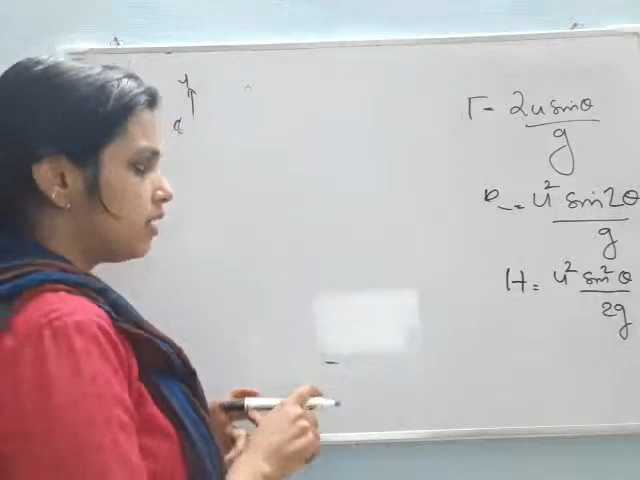 y
T = 2u sinθ / g
R = u² sin2θ / g
H = u² sin²θ / 2g